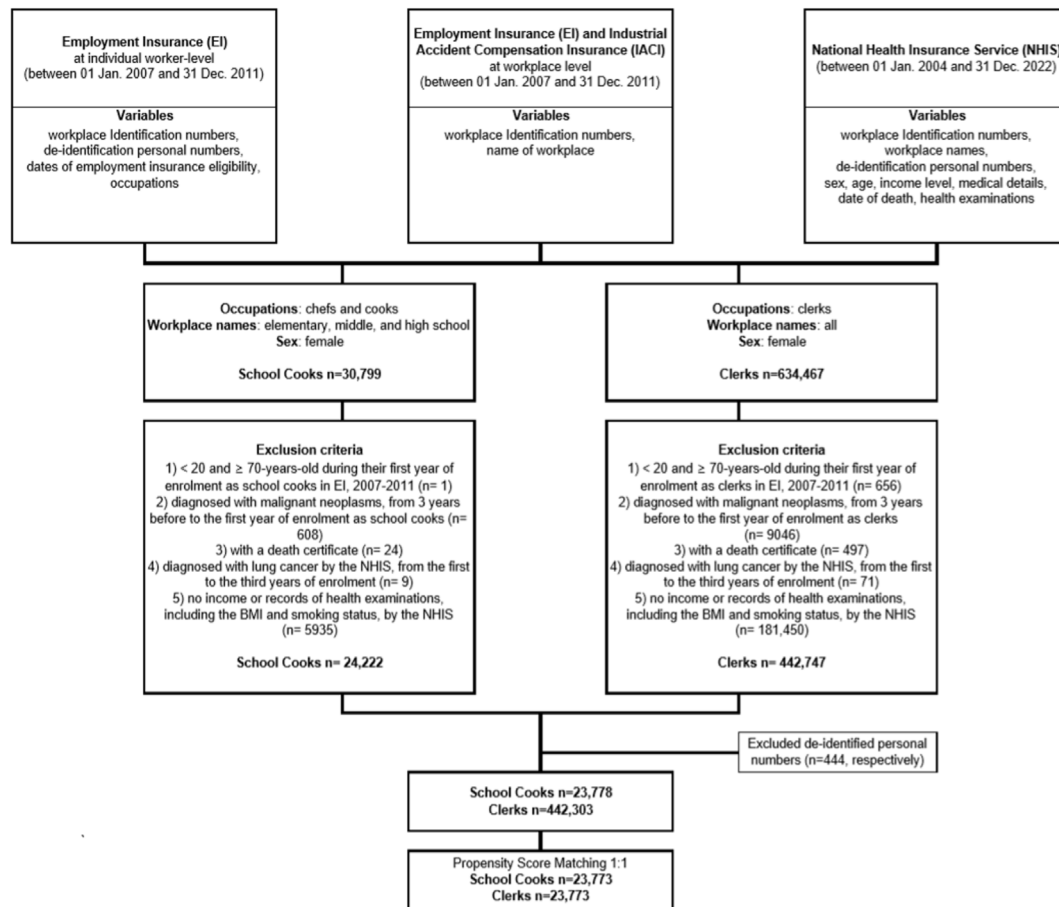 Employment Insurance (EI)
at individual worker-level
(between 01 Jan. 2007 and 31 Dec. 2011)
Variables
workplace Identification numbers,
de-identification personal numbers,
dates of employment insurance eligibility,
occupations
Employment Insurance (EI) and Industrial
Accident Compensation Insurance (IACI)
at workplace level
(between 01 Jan. 2007 and 31 Dec. 2011)
Variables
workplace Identification numbers,
name of workplace
National Health Insurance Service (NHIS)
(between 01 Jan. 2004 and 31 Dec. 2022)
Variables
workplace Identification numbers,
workplace names,
de-identification personal numbers,
sex, age, income level, medical details,
date of death, health examinations
Occupations: chefs and cooks
Workplace names: elementary, middle, and high school
Sex: female
School Cooks n=30,799
Occupations: clerks
Workplace names: all
Sex: female
Clerks n=634,467
Exclusion criteria
1) < 20 and ≥ 70-years-old during their first year of
enrolment as school cooks in EI, 2007-2011 (n= 1)
2) diagnosed with malignant neoplasms, from 3 years
before to the first year of enrolment as school cooks (n=
608)
3) with a death certificate (n= 24)
4) diagnosed with lung cancer by the NHIS, from the first
to the third years of enrolment (n= 9)
5) no income or records of health examinations,
including the BMI and smoking status, by the NHIS
(n= 5935)
School Cooks n= 24,222
Exclusion criteria
1) < 20 and ≥ 70-years-old during their first year of
enrolment as clerks in EI, 2007-2011 (n= 656)
2) diagnosed with malignant neoplasms, from 3 years
before to the first year of enrolment as clerks
(n= 9046)
3) with a death certificate (n= 497)
4) diagnosed with lung cancer by the NHIS, from the first
to the third years of enrolment (n= 71)
5) no income or records of health examinations,
including the BMI and smoking status, by the NHIS
(n= 181,450)
Clerks n= 442,747
Excluded de-identified personal
numbers (n=444, respectively)
School Cooks n=23,778
Clerks n=442,303
Propensity Score Matching 1:1
School Cooks n=23,773
Clerks n=23,773